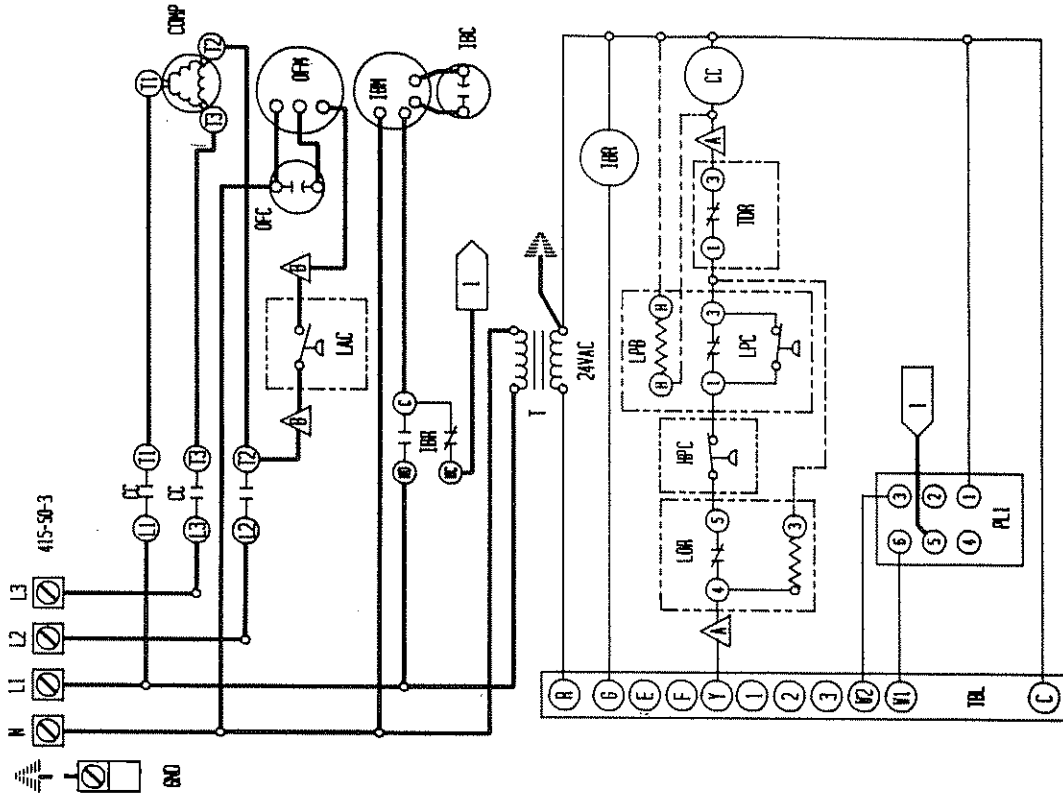 COMP
T1
T2
T3
OFM
OFC
IBM
IBC
415-50-3
L3
L2
L1
N
GND
L1
CC
T1
L3
CC
T3
L2
T2
B
LAC
B
NO
C
IBR
NC
1
T
24VAC
IBR
CC
A
3
TDR
1
LPB
H
H
3
LPC
1
HPC
LOR
5
4
3
A
1
6
3
5
2
4
1
PL1
R
G
E
F
Y
1
2
3
W2
W1
TBL
C